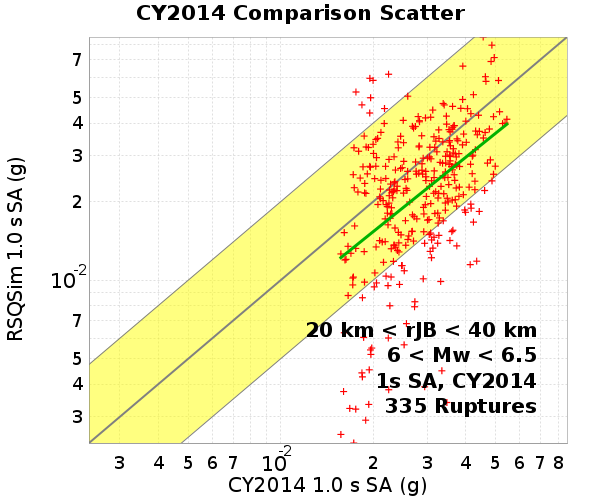 CY2014 Comparison Scatter
RSQSim 1.0 s SA (g)
7
5
4
3
2
10-2
7
5
4
3
20 km < rJB < 40 km
6 < Mw < 6.5
1s SA, CY2014
335 Ruptures
3 4 5 6 7 10-2 2 3 4 5 6 7 8
CY2014 1.0 s SA (g)